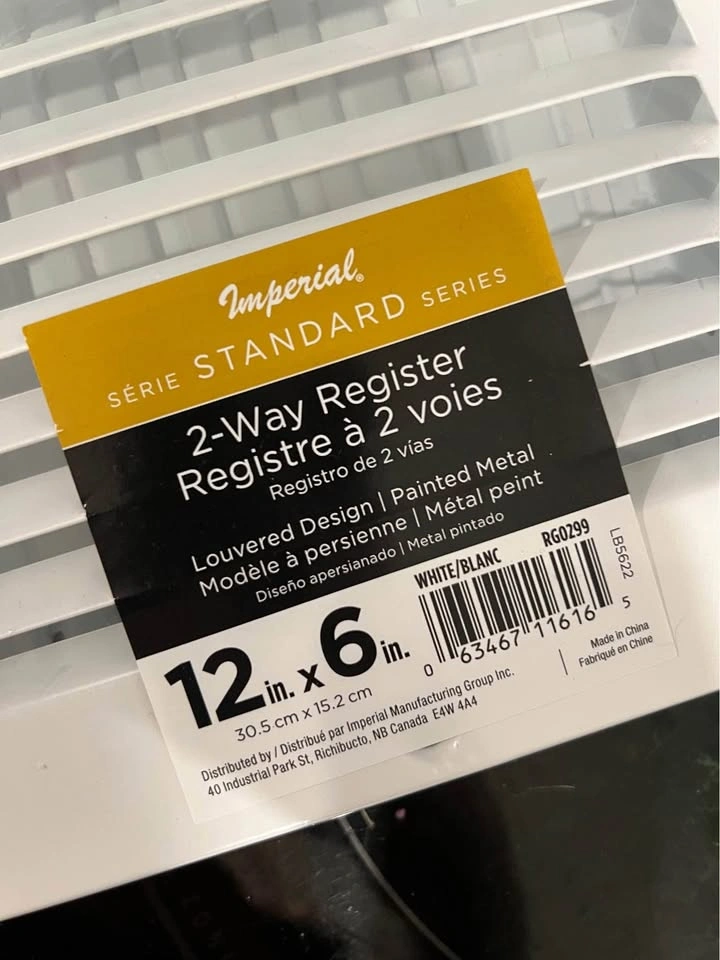 Imperial®
SÉRIE STANDARD SERIES
2-Way Register
Registre à 2 voies
Registro de 2 vías
Louvered Design | Painted Metal
Modèle à persienne | Métal peint
Diseño apersianado | Metal pintado
WHITE/BLANC RG0299
LB5622
12in. x 6in.
30.5 cm x 15.2 cm
0 63467 11616 5
Made in China
Fabriqué en Chine
Distributed by / Distribué par Imperial Manufacturing Group Inc.
40 Industrial Park St, Richibucto, NB Canada E4W 4A4